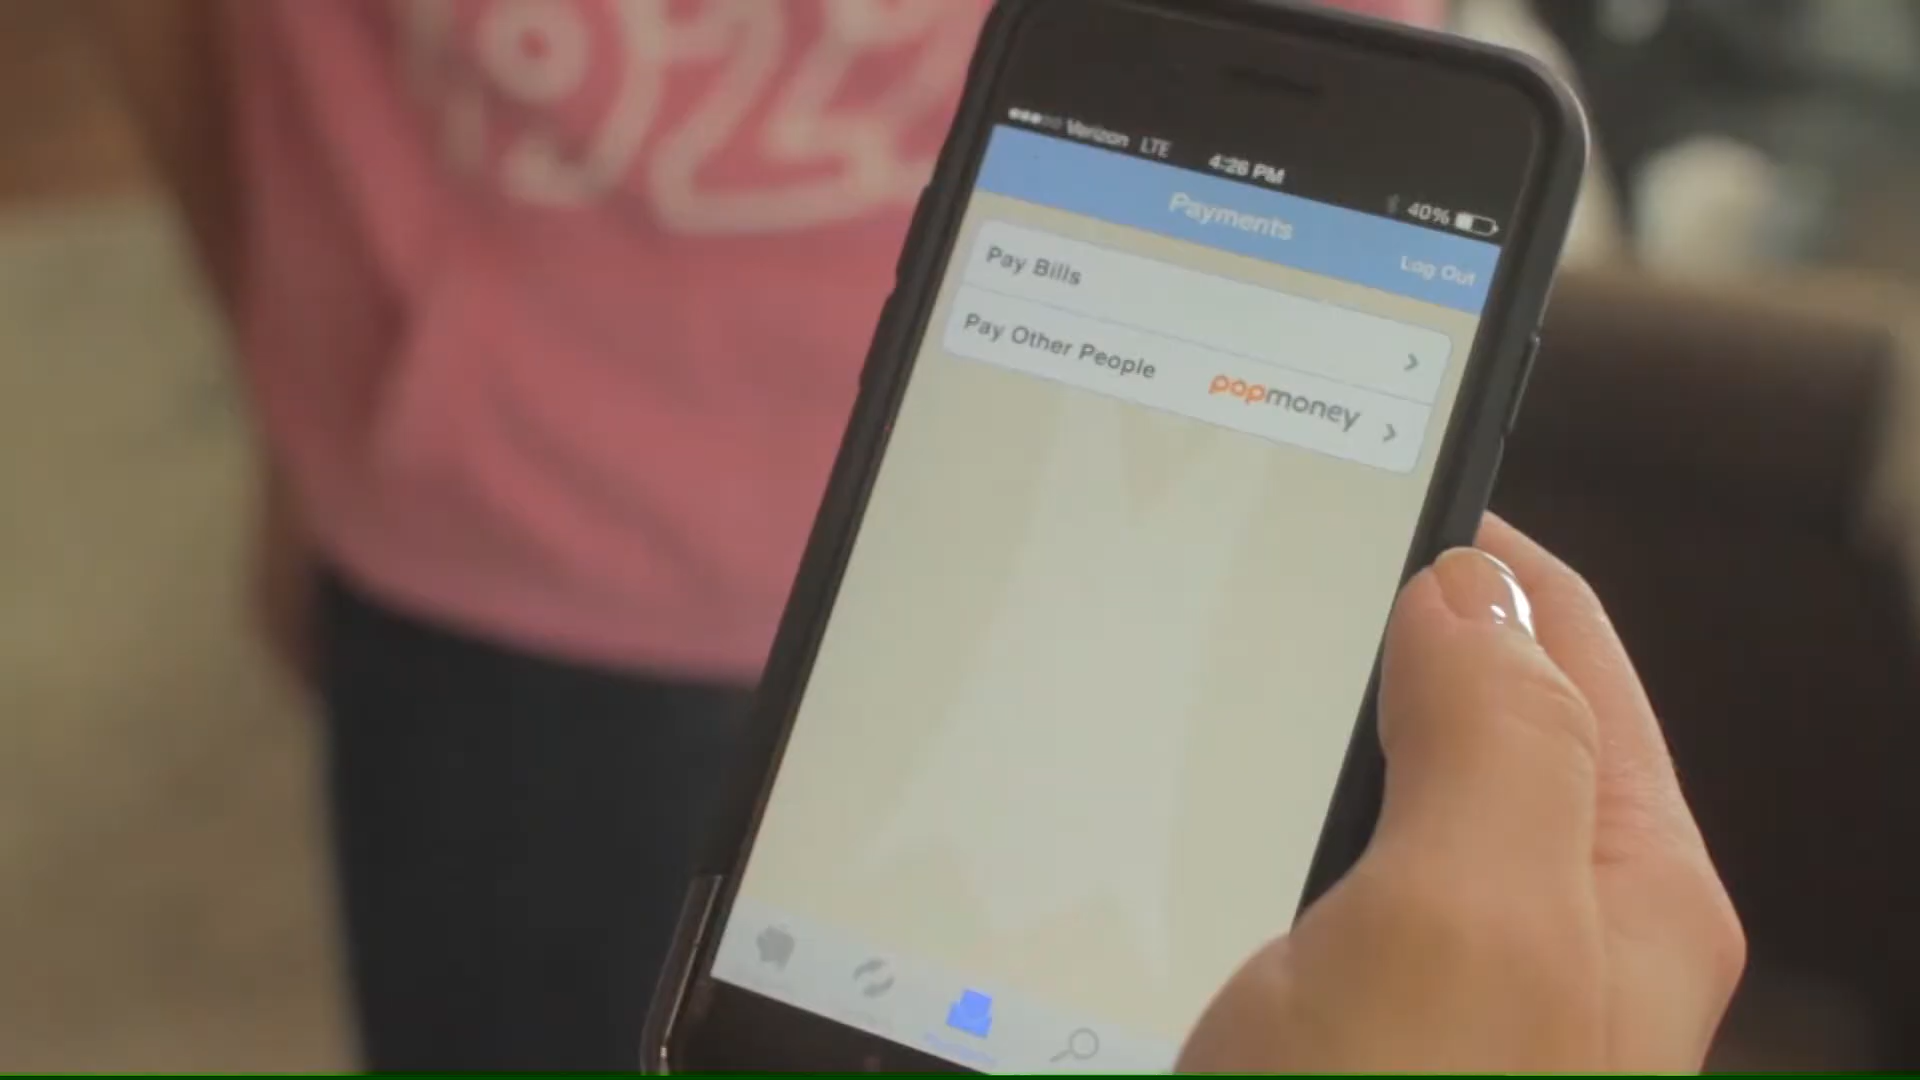 Verizon LTE 4:26 PM 40%
Payments
Log Out
Pay Bills
Pay Other People popmoney